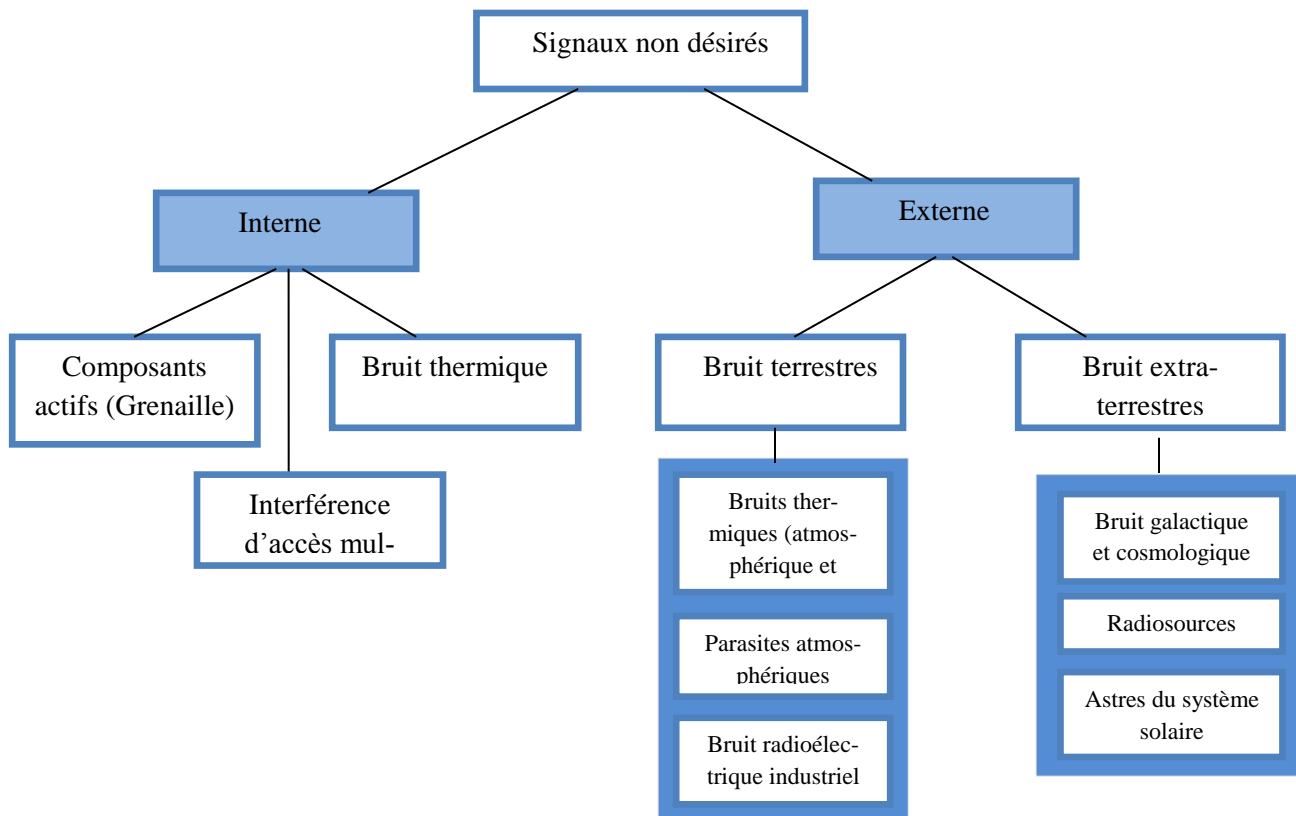 Signaux non désirés
Interne
Externe
Composants
actifs (Grenaille)
Bruit thermique
Interférence
d’accès mul-
Bruit terrestres
Bruit extra-
terrestres
Bruits ther-
miques (atmos-
phérique et
Parasites atmos-
phériques
Bruit radioélec-
trique industriel
Bruit galactique
et cosmologique
Radiosources
Astres du système
solaire